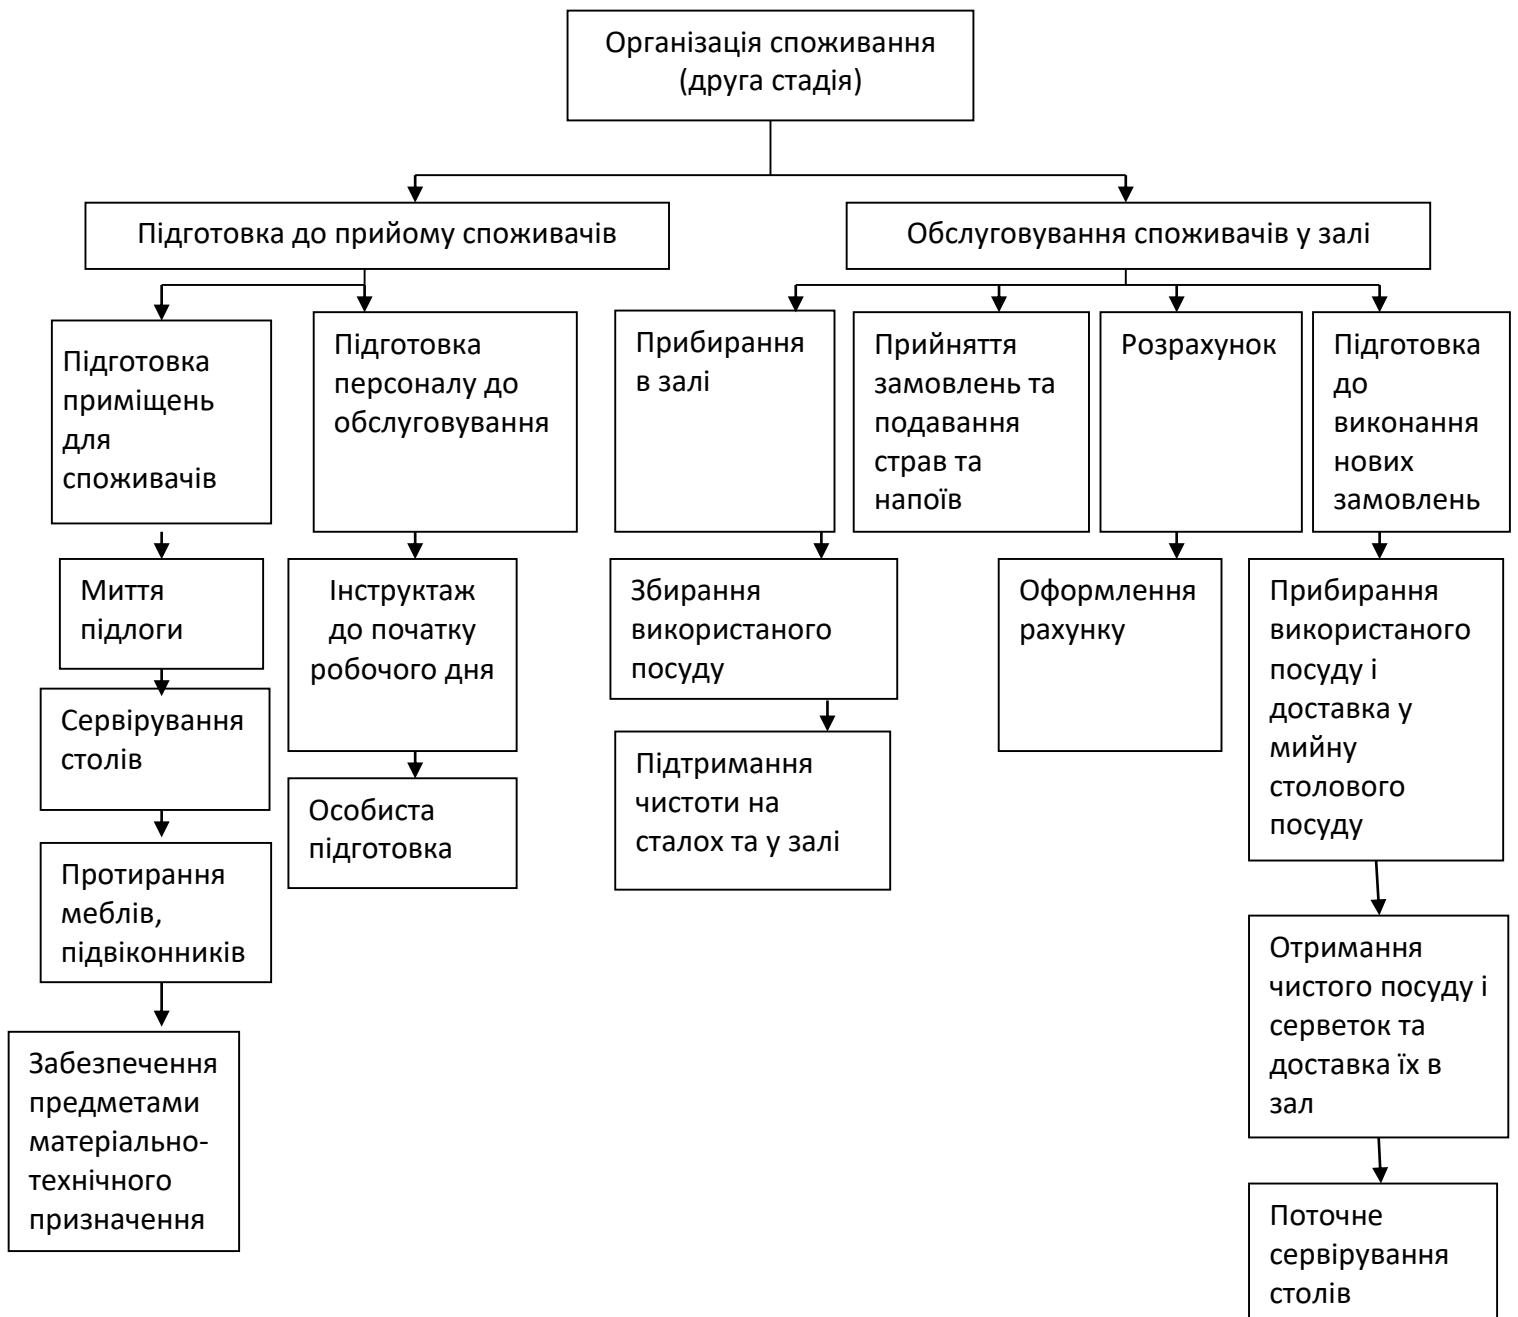 Організація споживання
(друга стадія)
Підготовка до прийому споживачів
Обслуговування споживачів у залі
Підготовка
приміщень
для
споживачів
Підготовка
персоналу до
обслуговування
Прибирання
в залі
Прийняття
замовлень та
подавання
страв та
напоїв
Розрахунок
Підготовка
до
виконання
нових
замовлень
Миття
підлоги
Інструктаж
до початку
робочого дня
Збирання
використаного
посуду
Оформлення
рахунку
Прибирання
використаного
посуду і
доставка у
мийну
столового
посуду
Сервірування
столів
Особиста
підготовка
Підтримання
чистоти на
сталох та у залі
Протирання
меблів,
підвіконників
Отримання
чистого посуду і
серветок та
доставка їх в
зал
Забезпечення
предметами
матеріально-
технічного
призначення
Поточне
сервірування
столів